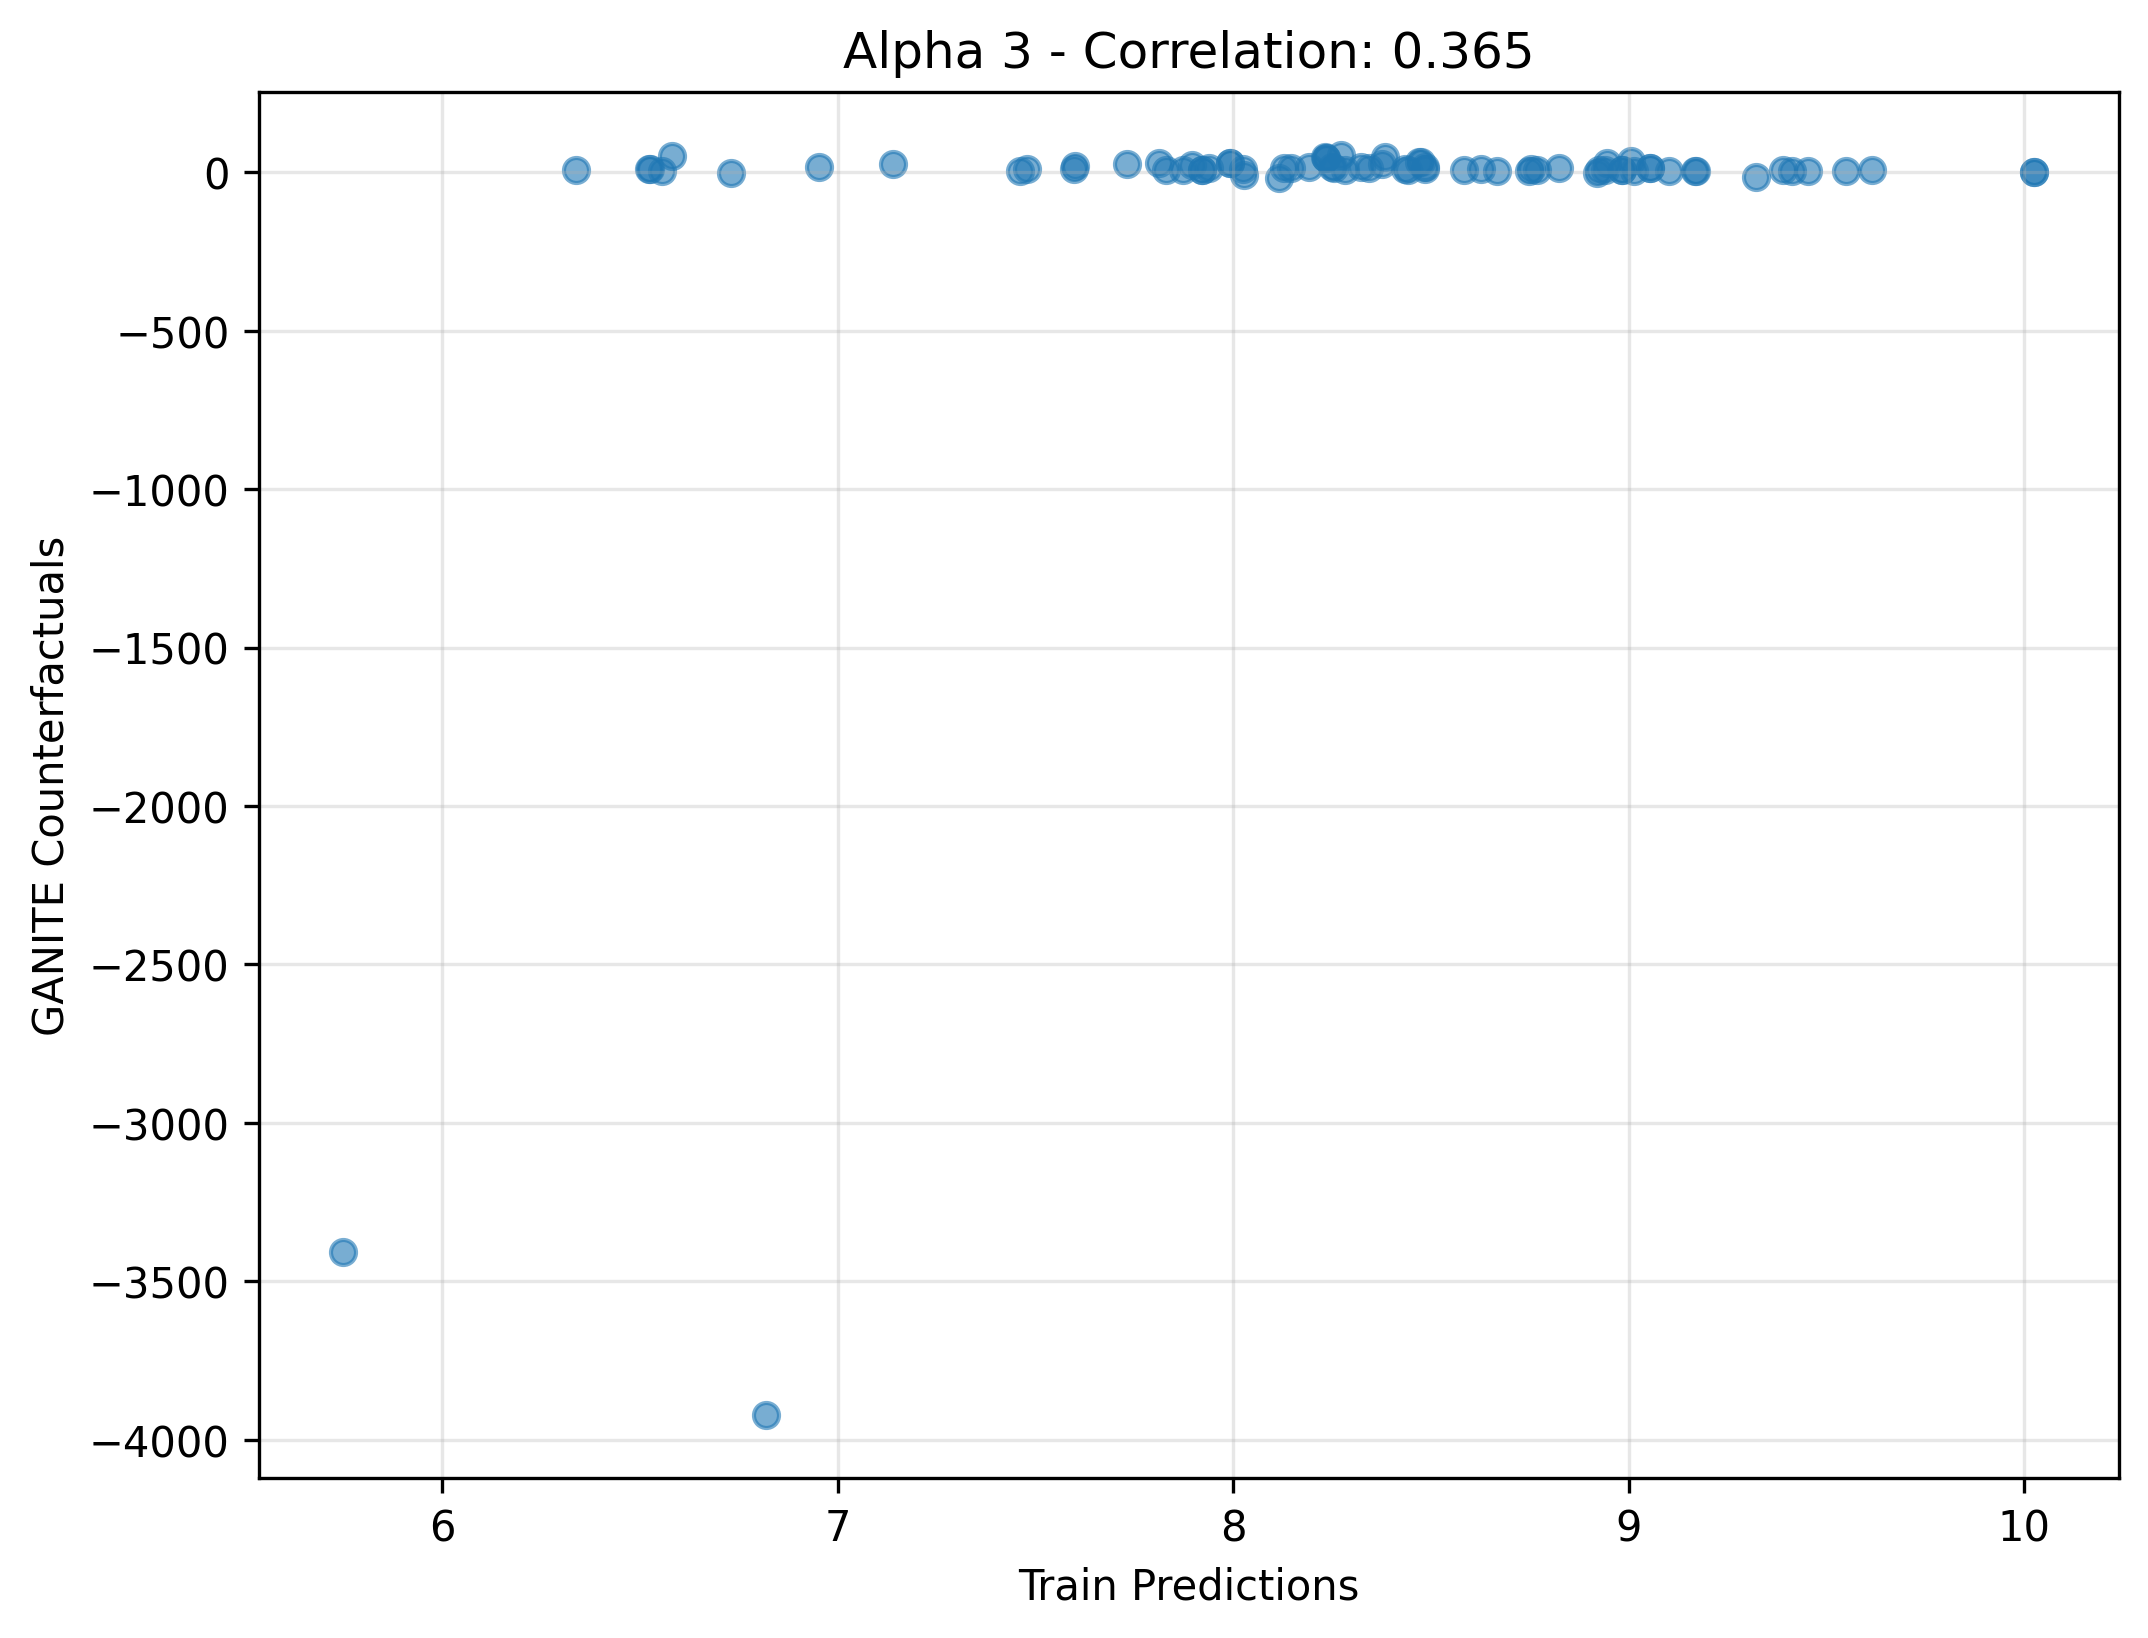 Alpha 3 - Correlation: 0.365
GANITE Counterfactuals
0
−500
−1000
−1500
−2000
−2500
−3000
−3500
−4000
6 7 8 9 10
Train Predictions